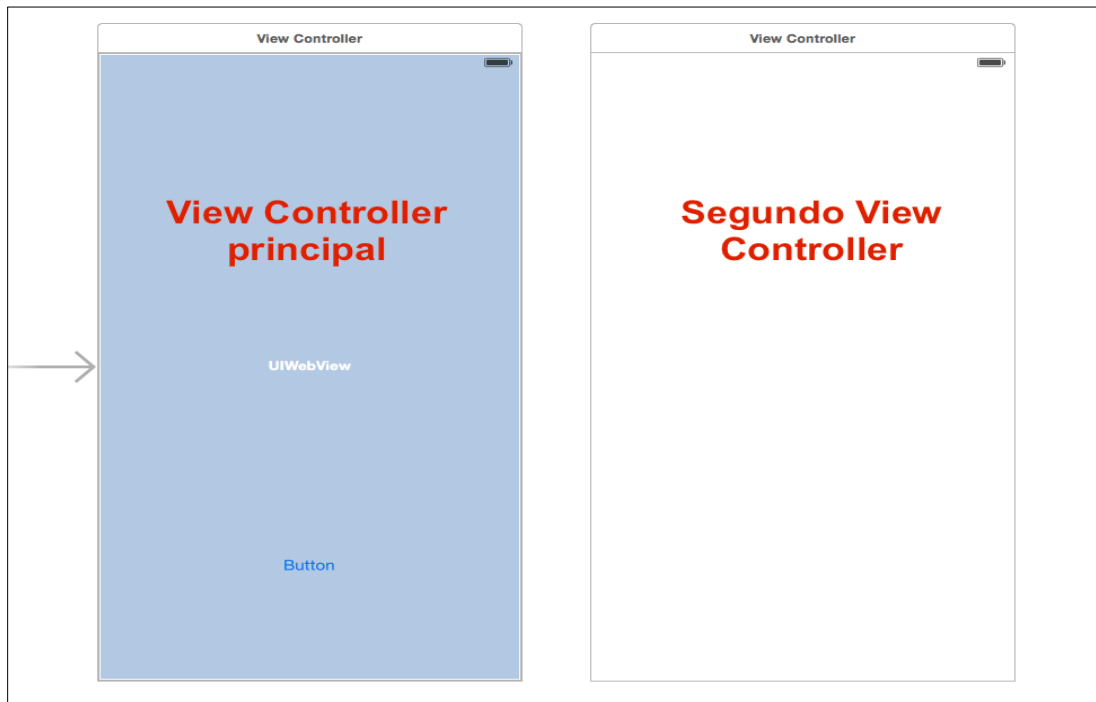 View Controller
View Controller
principal
UIWebView
Button
View Controller
Segundo View
Controller